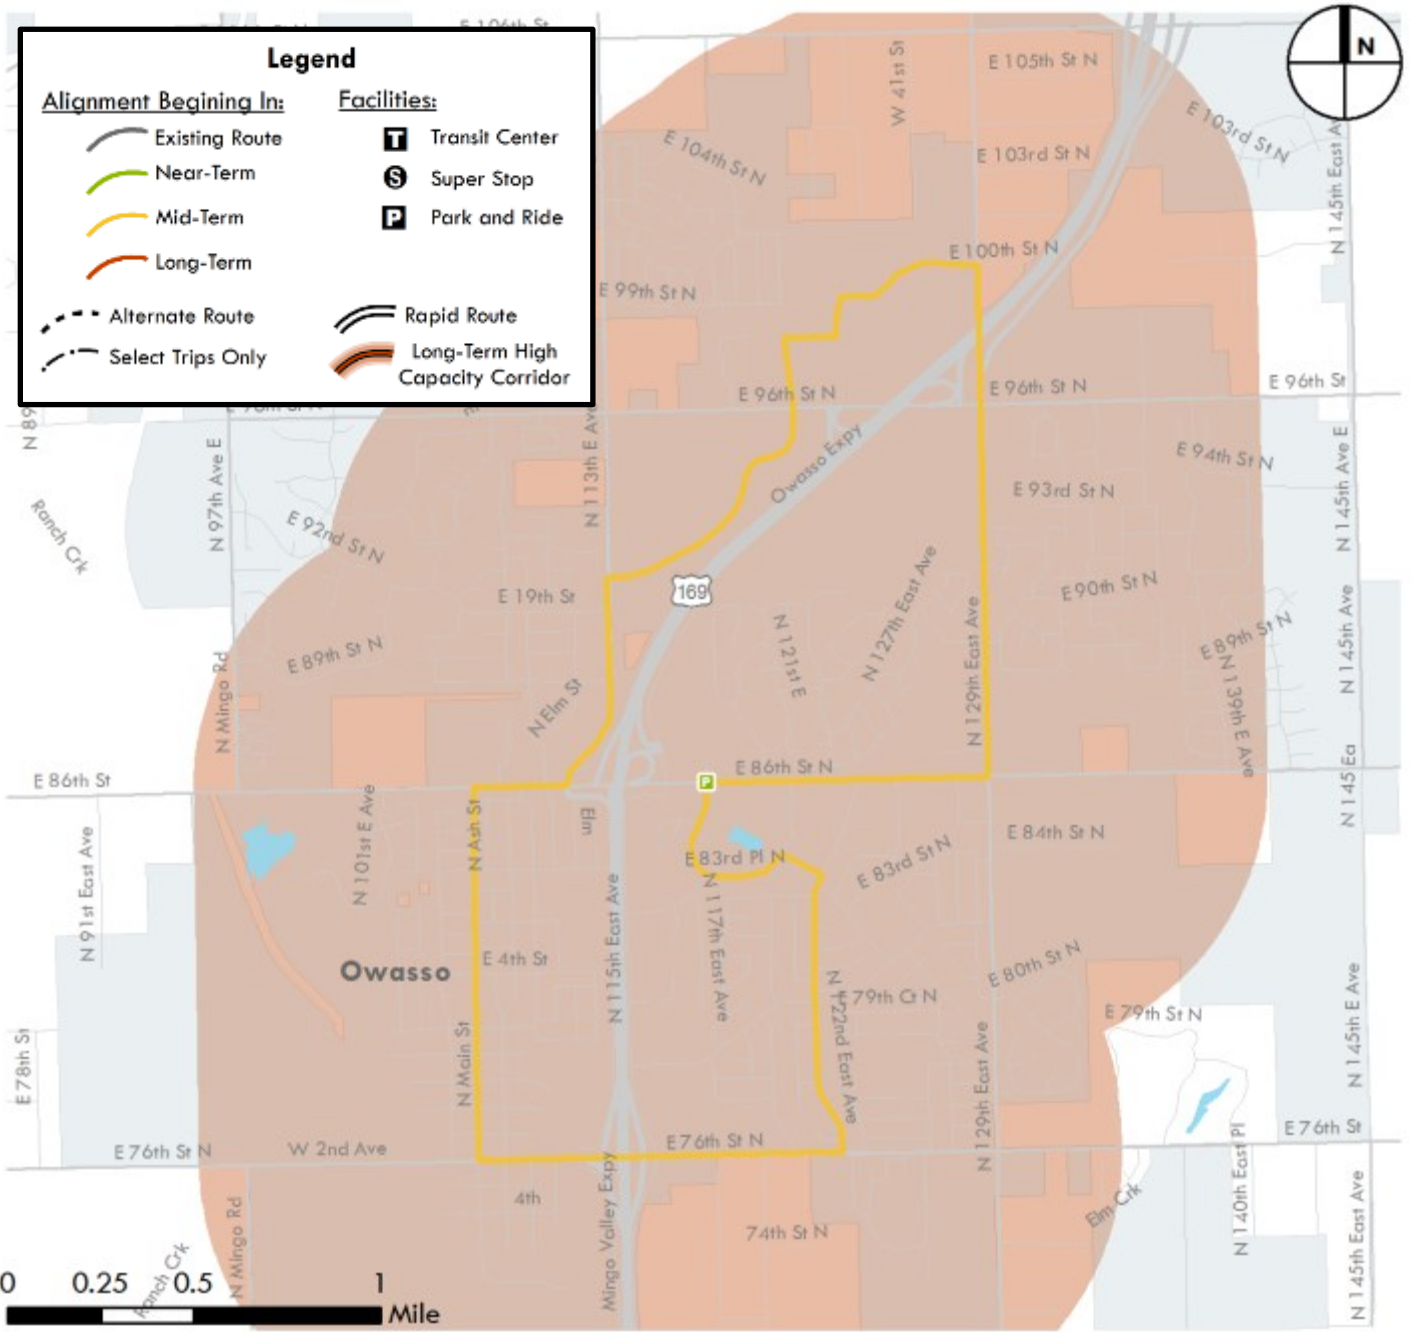 E 106th St
Legend
Alignment Begining In:
Facilities:
Existing Route
Near-Term
Mid-Term
Long-Term
T Transit Center
S Super Stop
P Park and Ride
Alternate Route
Select Trips Only
Rapid Route
Long-Term High
Capacity Corridor
N
W 41st St
E 105th St N
E 104th St N
E 103rd St N
E 103rd St N
N 145th East Av
E 100th St N
E 99th St N
E 96th St N
E 96th St N
E 96th St
N 89
N 97th Ave E
N 113th E Ave
Owasso Expy
E 94th St N
E 93rd St N
N 145th Ave E
Ranch Crk
E 92nd St N
169
E 19th St
E 90th St N
N 127th East Ave
N 121st E
N 129th East Ave
E 89th St N
N 139th E Ave
N 145th Ave
E 89th St N
N Mingo Rd
N Elm St
E 86th St
E 86th St N
P
N 145 Ea
N 91st East Ave
N 101st E Ave
N Ash St
Elm
E 83rd Pl N
E 83rd St N
E 84th St N
N 117th East Ave
N 115th East Ave
Owasso
E 4th St
E 80th St N
79th Ct N
N 122nd East Ave
E 79th St N
N 145th E Ave
E 78th St
N Main St
N 129th East Ave
E 76th St N
W 2nd Ave
E 76th St N
E 76th St
N 140th East Pl
4th
Mingo Valley Expy
74th St N
Elm Crk
N 145th East Ave
N Mingo Rd
Ranch Crk
0 0.25 0.5 1
Mile